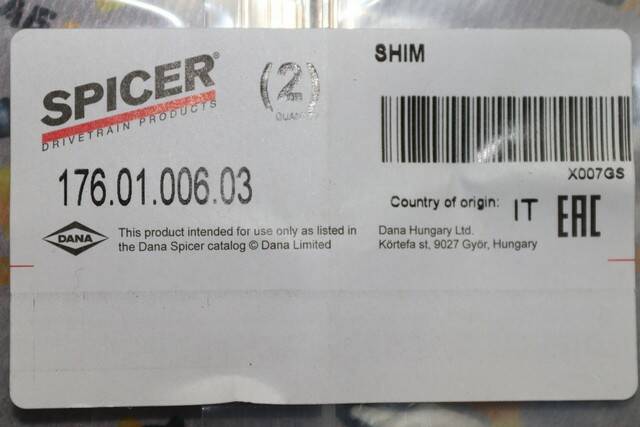 SPICER®
DRIVETRAIN PRODUCTS
(2)
176.01.006.03
DANA
This product intended for use only as listed in
the Dana Spicer catalog © Dana Limited
SHIM
X007GS
Country of origin: IT
EAC
Dana Hungary Ltd.
Körtefa st, 9027 Győr, Hungary